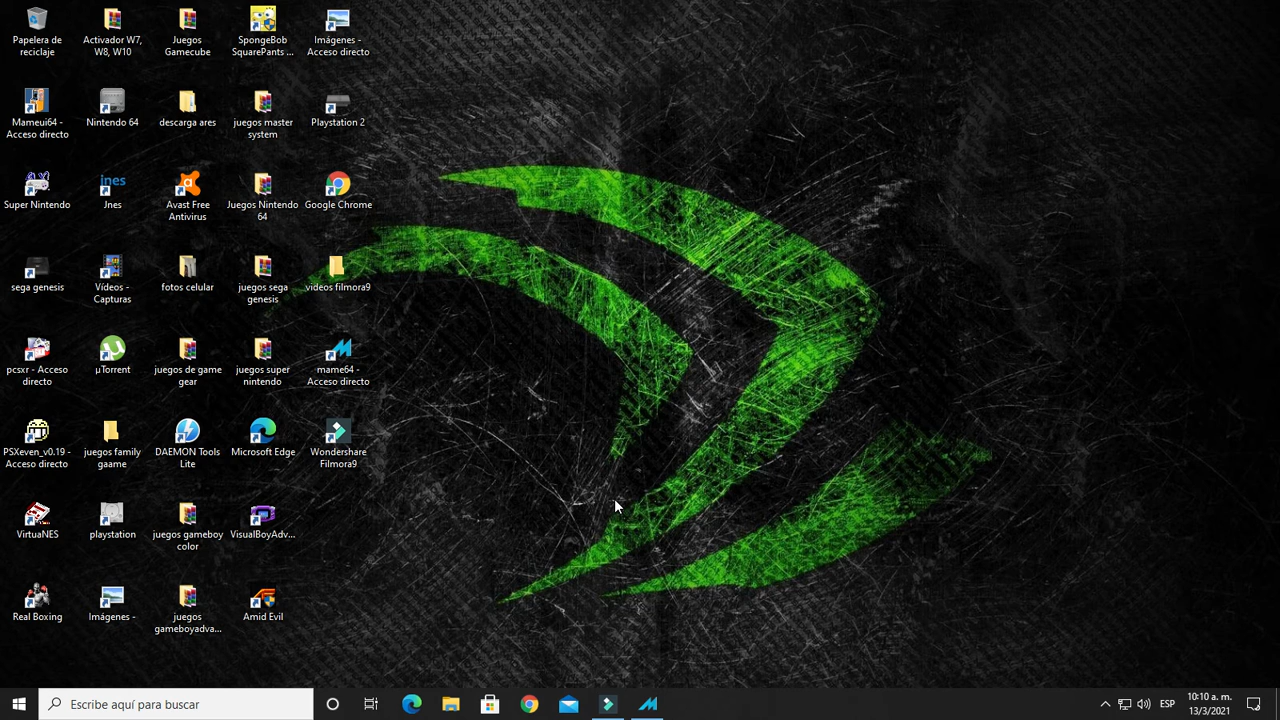 Papelera de
reciclaje
Activador W7,
W8, W10
Juegos
Gamecube
SpongeBob
SquarePants ...
Imágenes -
Acceso directo
Mameui64 -
Acceso directo
Nintendo 64
descarga ares
juegos master
system
Playstation 2
Super Nintendo
ines
Jnes
Avast Free
Antivirus
Juegos Nintendo
64
Google Chrome
sega genesis
Vídeos -
Capturas
fotos celular
juegos sega
genesis
videos filmora9
pcsxr - Acceso
directo
µTorrent
juegos de game
gear
juegos super
nintendo
mame64 -
Acceso directo
PSXeven_v0.19 -
Acceso directo
juegos family
gaame
DAEMON Tools
Lite
Microsoft Edge
Wondershare
Filmora9
VirtuaNES
playstation
juegos gameboy
color
VisualBoyAdv...
Real Boxing
Imágenes -
juegos
gameboyadva...
Amid Evil
Escribe aquí para buscar
ESP
10:10 a. m.
13/3/2021